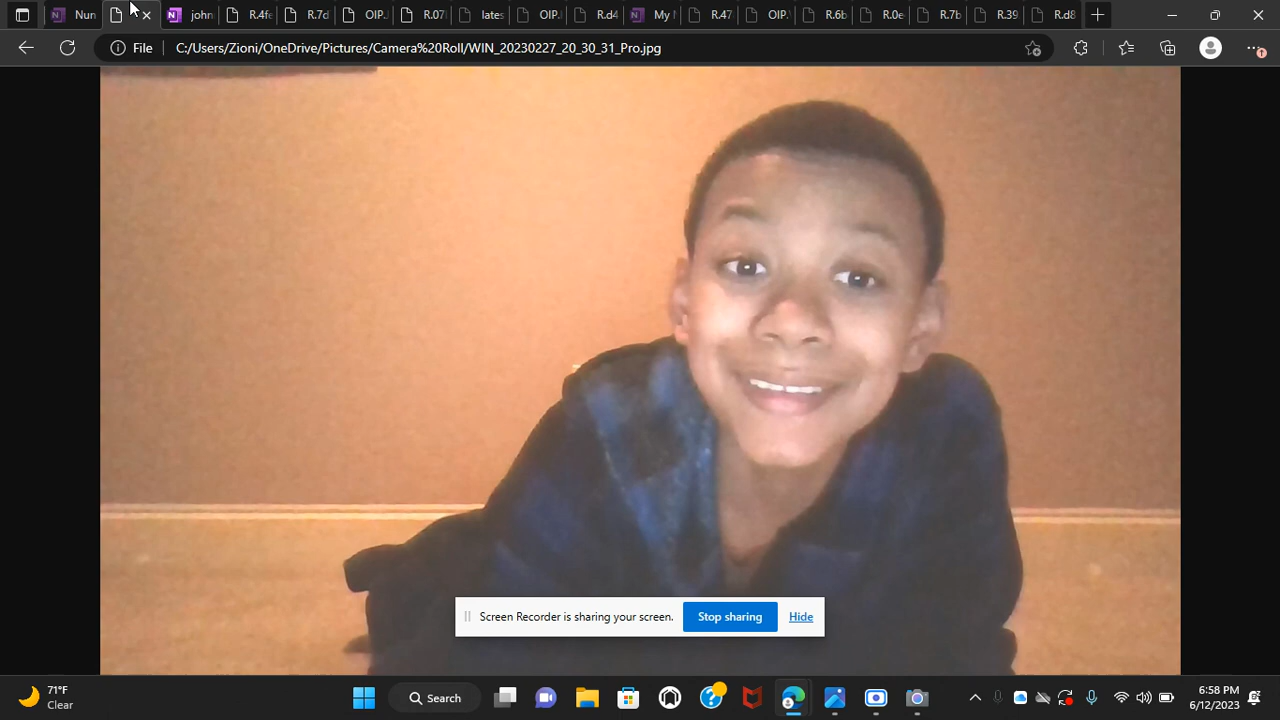 Nun
john
R.4fe
R.7d
OIP.
R.078
lates
OIP.
R.d4
My N
R.47
OIP.
R.6b
R.0e
R.7b
R.39
R.d8
File
C:/Users/Zioni/OneDrive/Pictures/Camera%20Roll/WIN_20230227_20_30_31_Pro.jpg
Screen Recorder is sharing your screen.
Stop sharing
Hide
71°F
Clear
Search
6:58 PM
6/12/2023